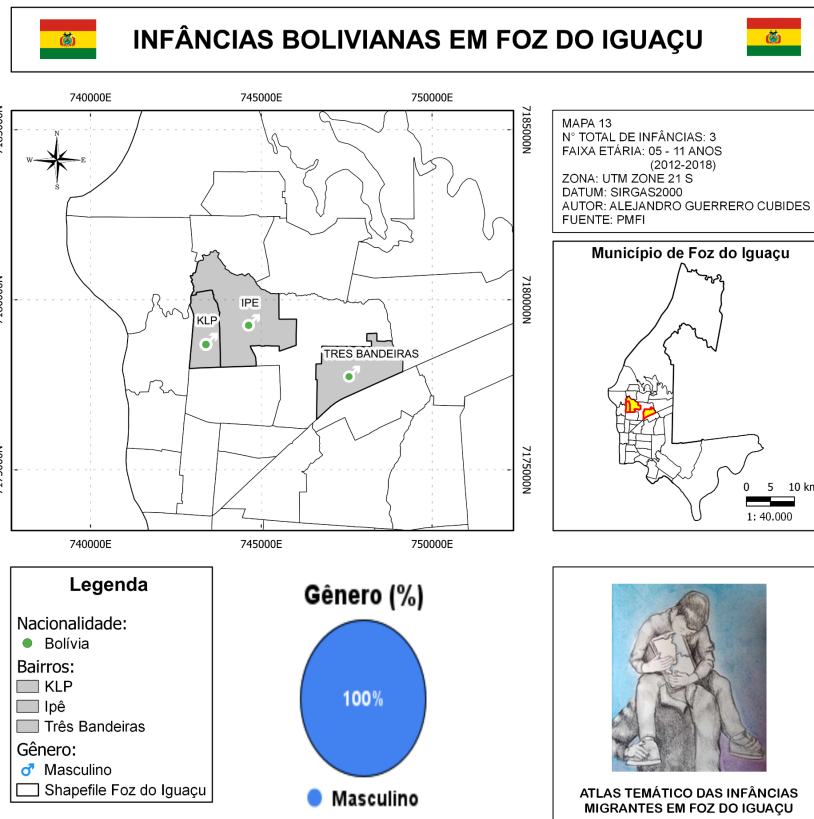 INFÂNCIAS BOLIVIANAS EM FOZ DO IGUAÇU
740000E 745000E 750000E
7185000N
7180000N
7175000N
N
W E
S
IPE
KLP
TRES BANDEIRAS
740000E 745000E 750000E
MAPA 13
N° TOTAL DE INFÂNCIAS: 3
FAIXA ETÁRIA: 05 - 11 ANOS
(2012-2018)
ZONA: UTM ZONE 21 S
DATUM: SIRGAS2000
AUTOR: ALEJANDRO GUERRERO CUBIDES
FUENTE: PMFI
Município de Foz do Iguaçu
0 5 10 km
1: 40.000
Legenda
Nacionalidade:
Bolívia
Bairros:
KLP
Ipê
Três Bandeiras
Gênero:
Masculino
Shapefile Foz do Iguaçu
Gênero (%)
100%
Masculino
ATLAS TEMÁTICO DAS INFÂNCIAS
MIGRANTES EM FOZ DO IGUAÇU